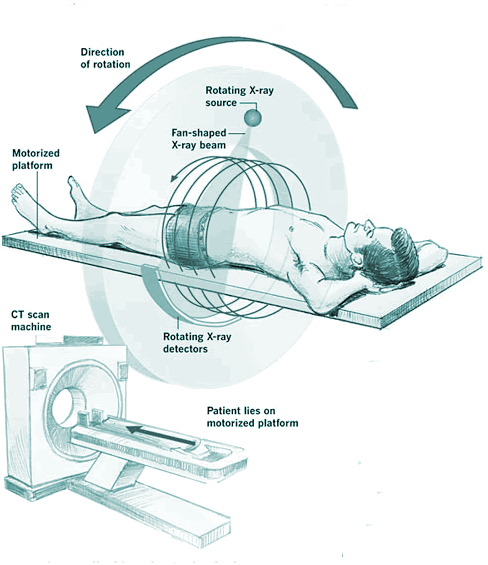 Direction
of rotation
Rotating X-ray
source
Fan-shaped
X-ray beam
Motorized
platform
Rotating X-ray
detectors
CT scan
machine
Patient lies on
motorized platform